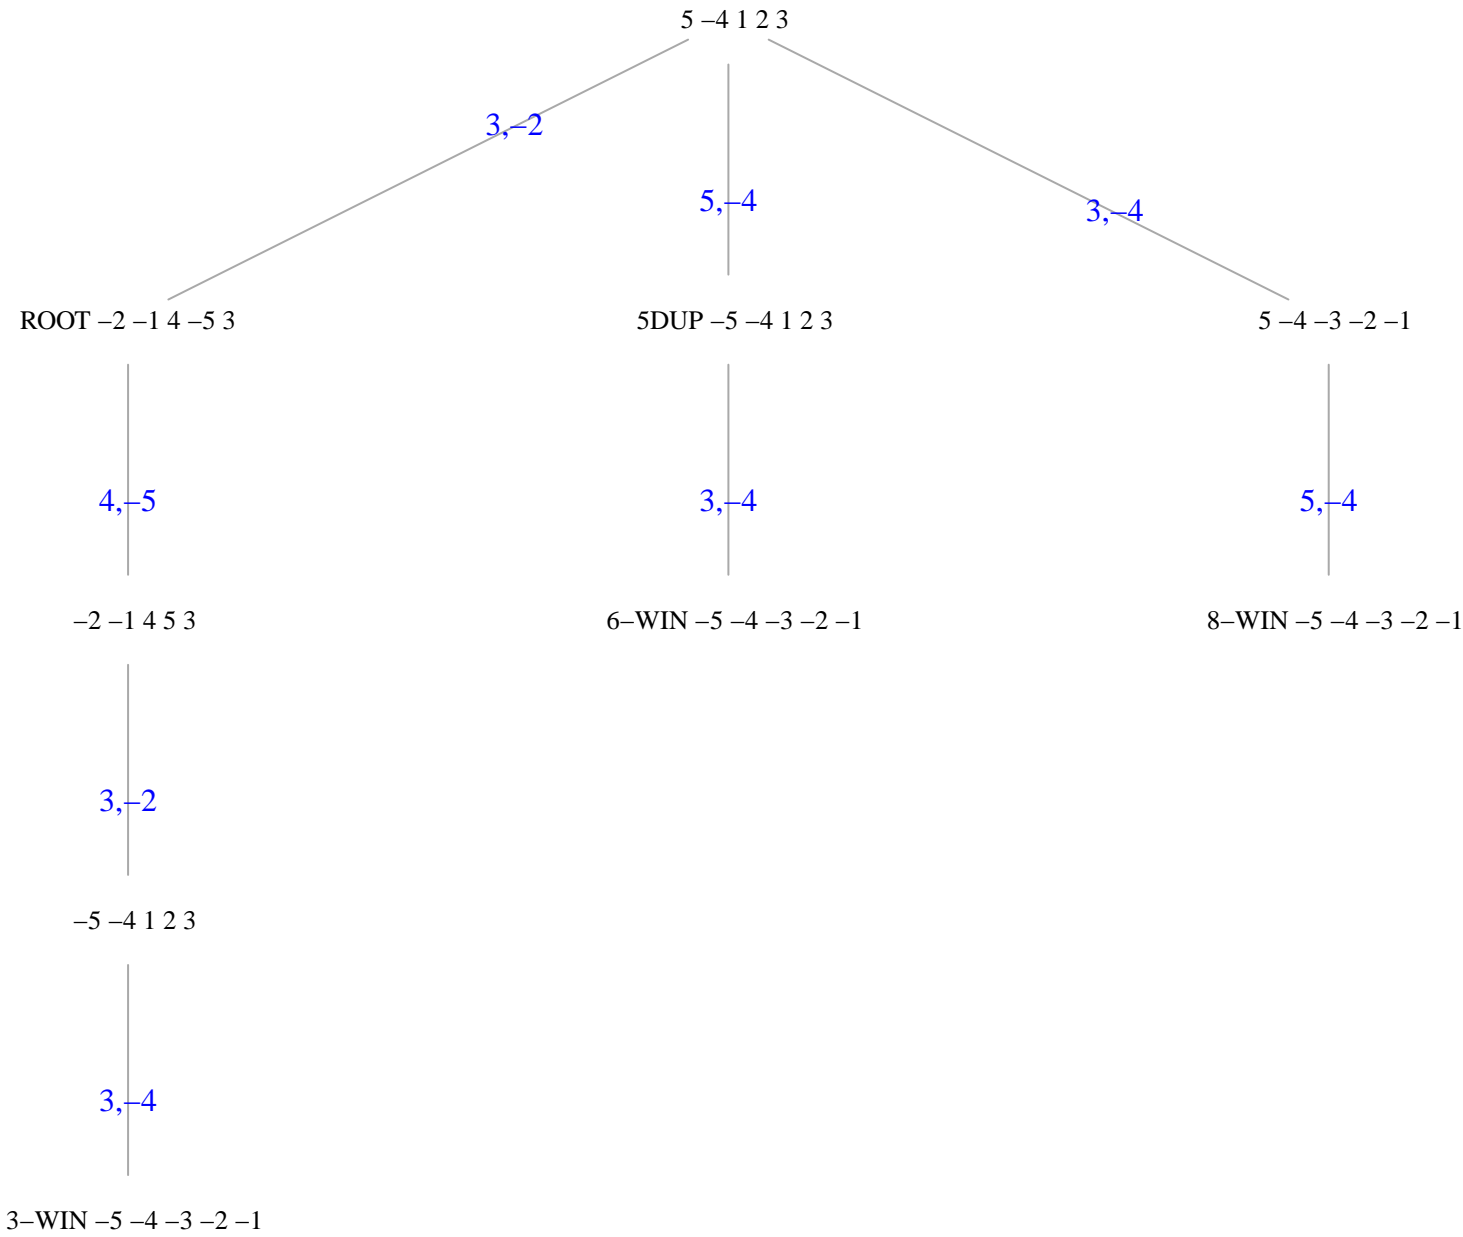 5 –4 1 2 3
3,–2
5,–4
3,–4
ROOT –2 –1 4 –5 3
5DUP –5 –4 1 2 3
5 –4 –3 –2 –1
4,–5
3,–4
5,–4
–2 –1 4 5 3
6–WIN –5 –4 –3 –2 –1
8–WIN –5 –4 –3 –2 –1
3,–2
–5 –4 1 2 3
3,–4
3–WIN –5 –4 –3 –2 –1